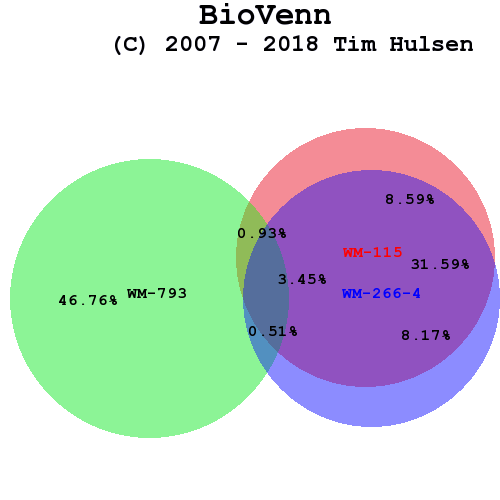 BioVenn
(C) 2007 - 2018 Tim Hulsen
8.59%
0.93%
WM-115
31.59%
3.45%
46.76%
WM-793
WM-266-4
0.51%
8.17%